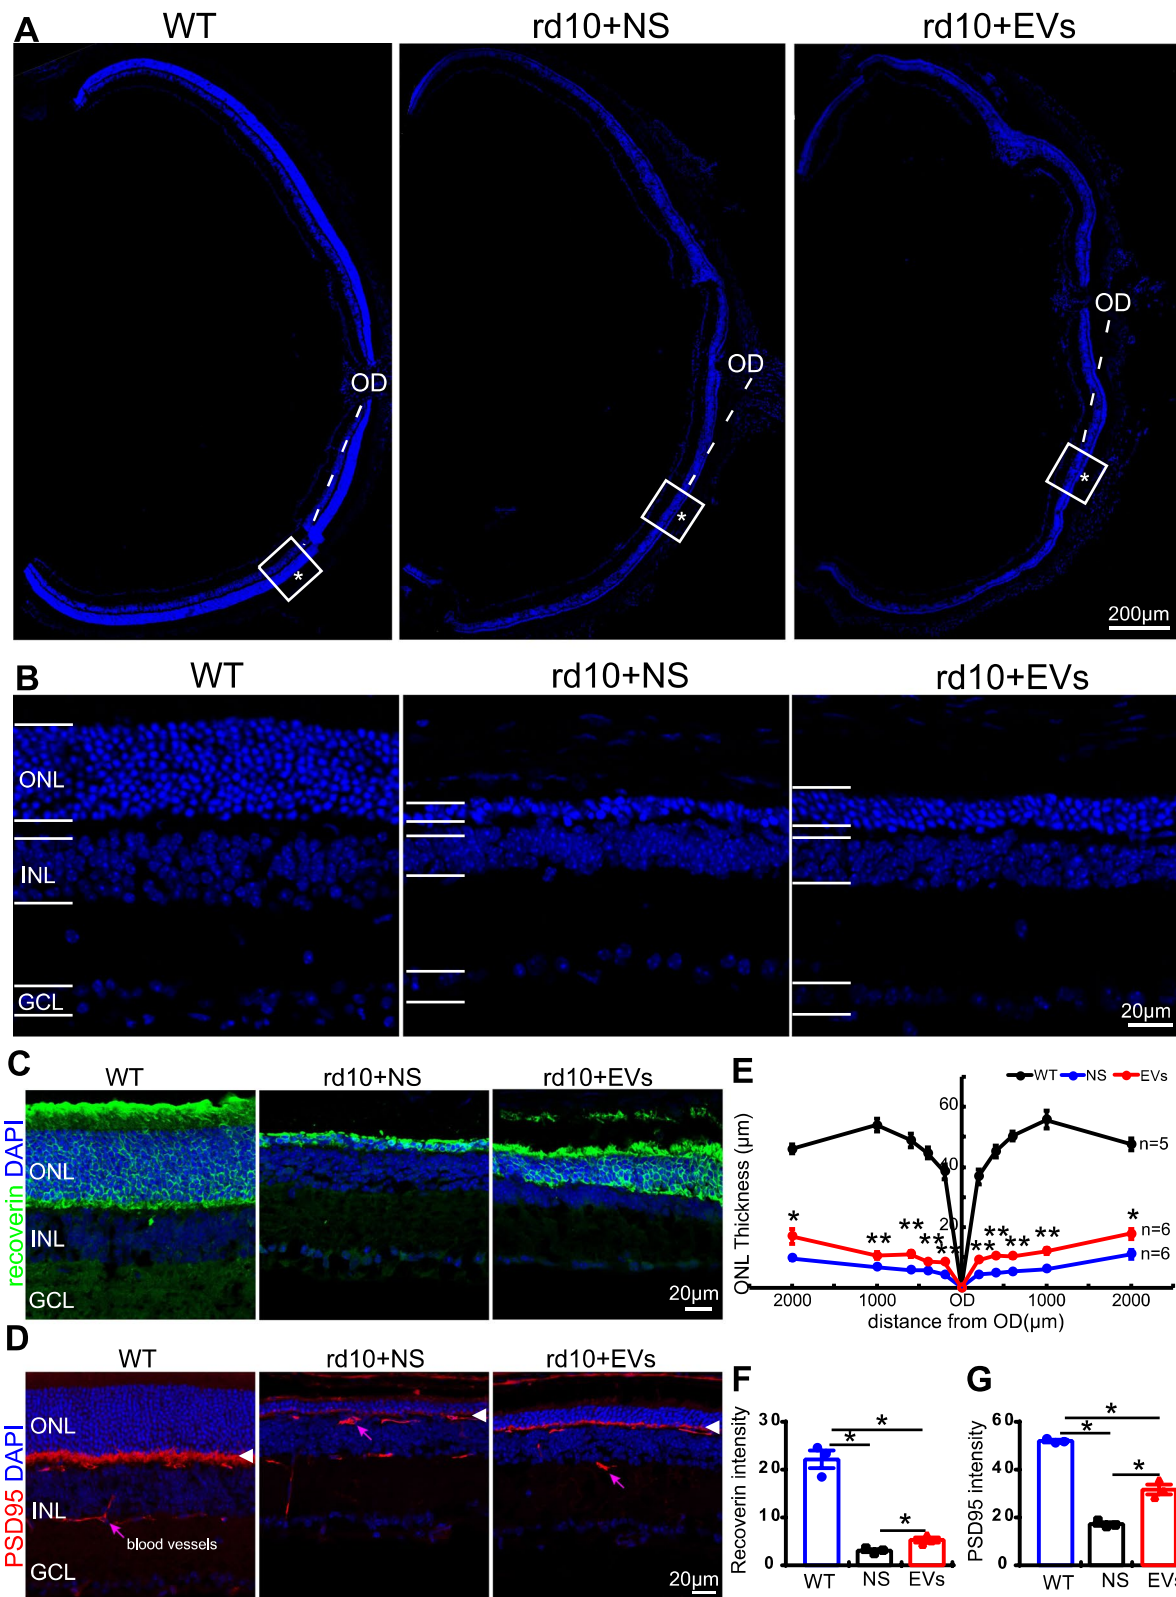 A WT rd10+NS rd10+EVs
OD OD OD
* * *
200μm
B WT rd10+NS rd10+EVs
ONL
INL
GCL
20μm
C WT rd10+NS rd10+EVs
recoverin DAPI
ONL
INL
GCL
20μm
D WT rd10+NS rd10+EVs
PSD95 DAPI
ONL
INL
blood vessels
GCL
20μm
E
WT NS EVs
ONL Thickness (μm)
60
40
20
n=5
n=6
n=6
* ** ** ** ** ** ** ** ** *
2000 1000 OD 1000 2000
distance from OD(μm)
F
Recoverin intensity
30
20
10
0
* * *
WT NS EVs
G
PSD95 intensity
60
40
20
0
* * *
WT NS EVs